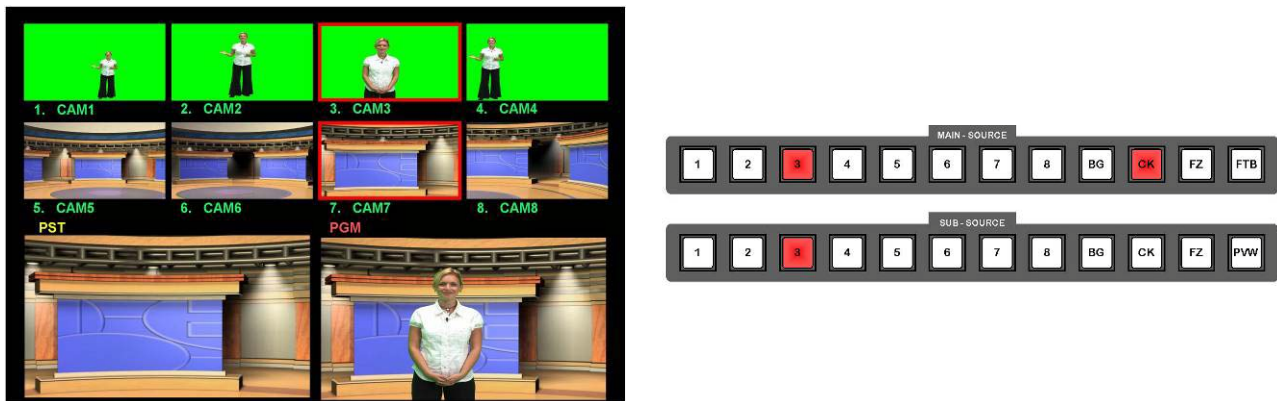 1. CAM1 2. CAM2 3. CAM3 4. CAM4
5. CAM5 6. CAM6 7. CAM7 8. CAM8
PST PGM
MAIN - SOURCE
1 2 3 4 5 6 7 8 BG CK FZ FTB
SUB - SOURCE
1 2 3 4 5 6 7 8 BG CK FZ PVW